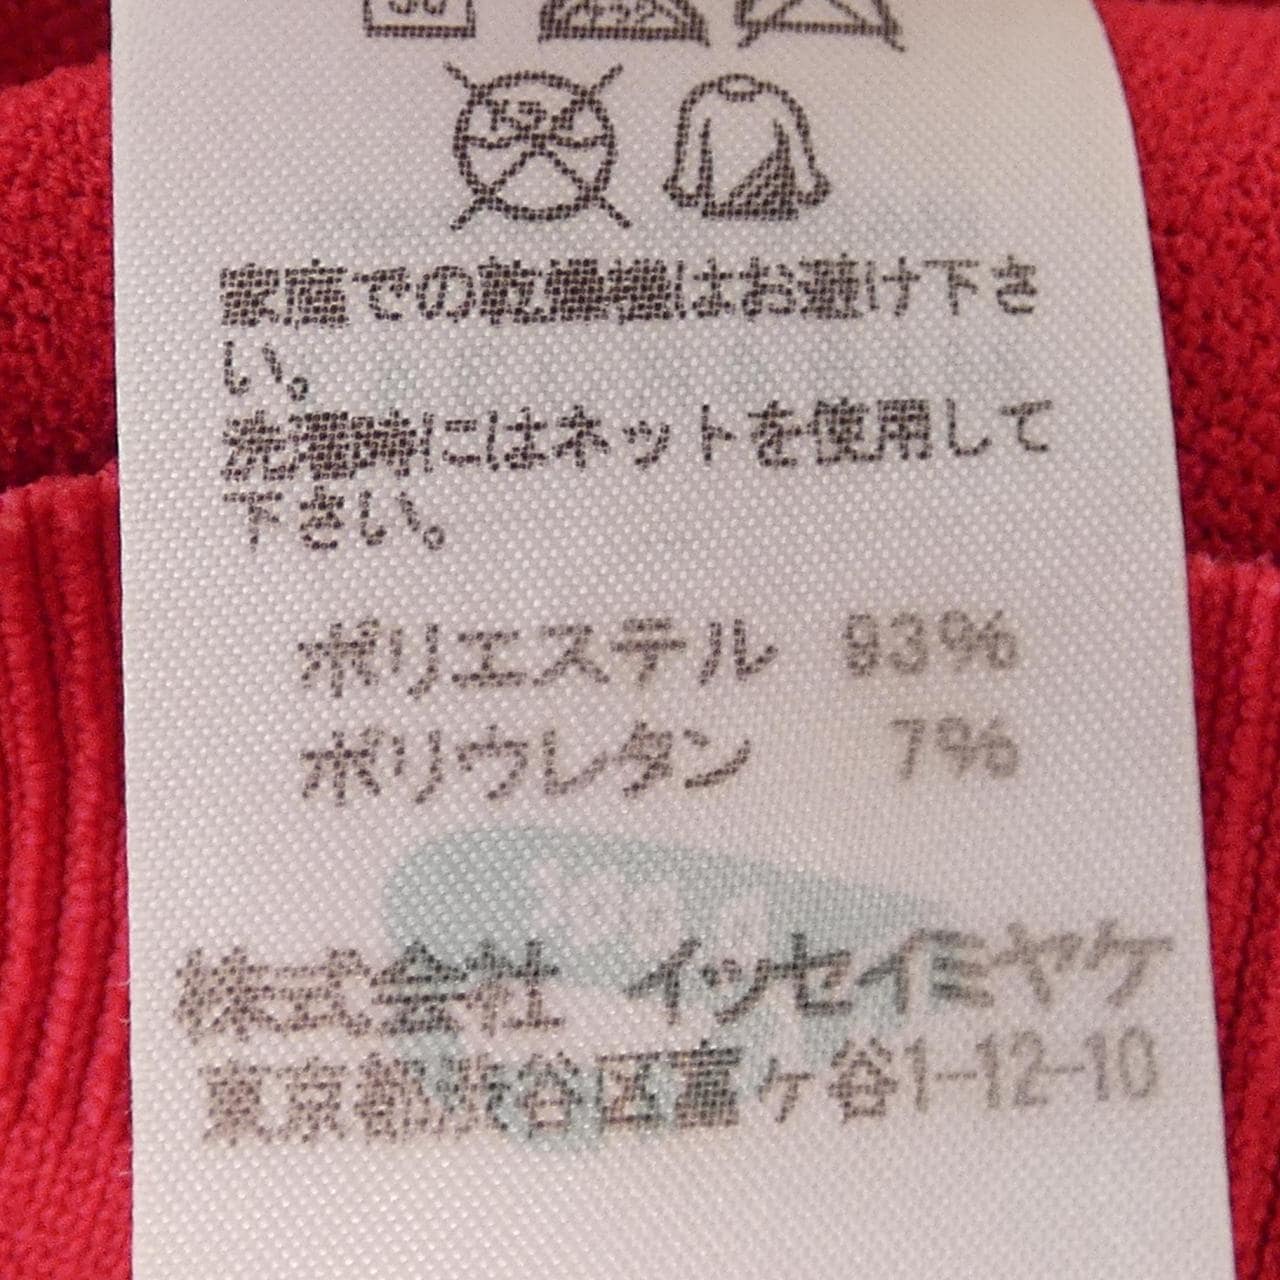 ドライ
家庭での乾燥機はお避け下さ
い。
洗濯時にはネットを使用して
下さい。
ポリエステル 93%
ポリウレタン 7%
株式会社 イッセイミヤケ
東京都渋谷区富ヶ谷1-12-10